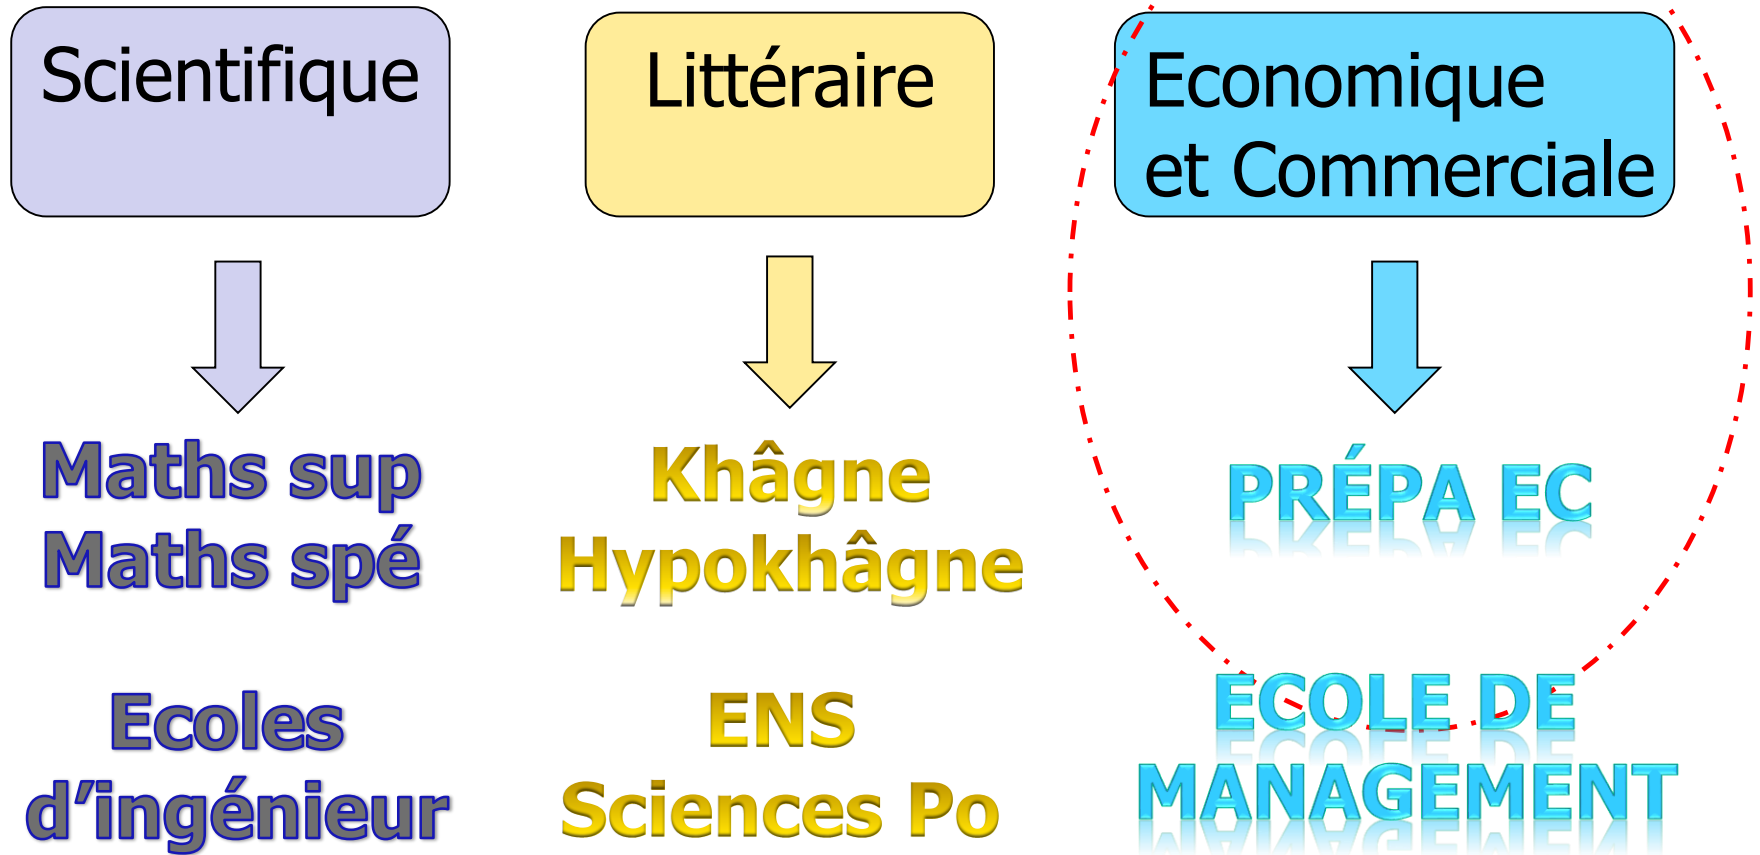 Scientifique
Littéraire
Economique
et Commerciale
Maths sup
Maths spé
Khâgne
Hypokhâgne
PRÉPA EC
Ecoles
d’ingénieur
ENS
Sciences Po
ECOLE DE
MANAGEMENT